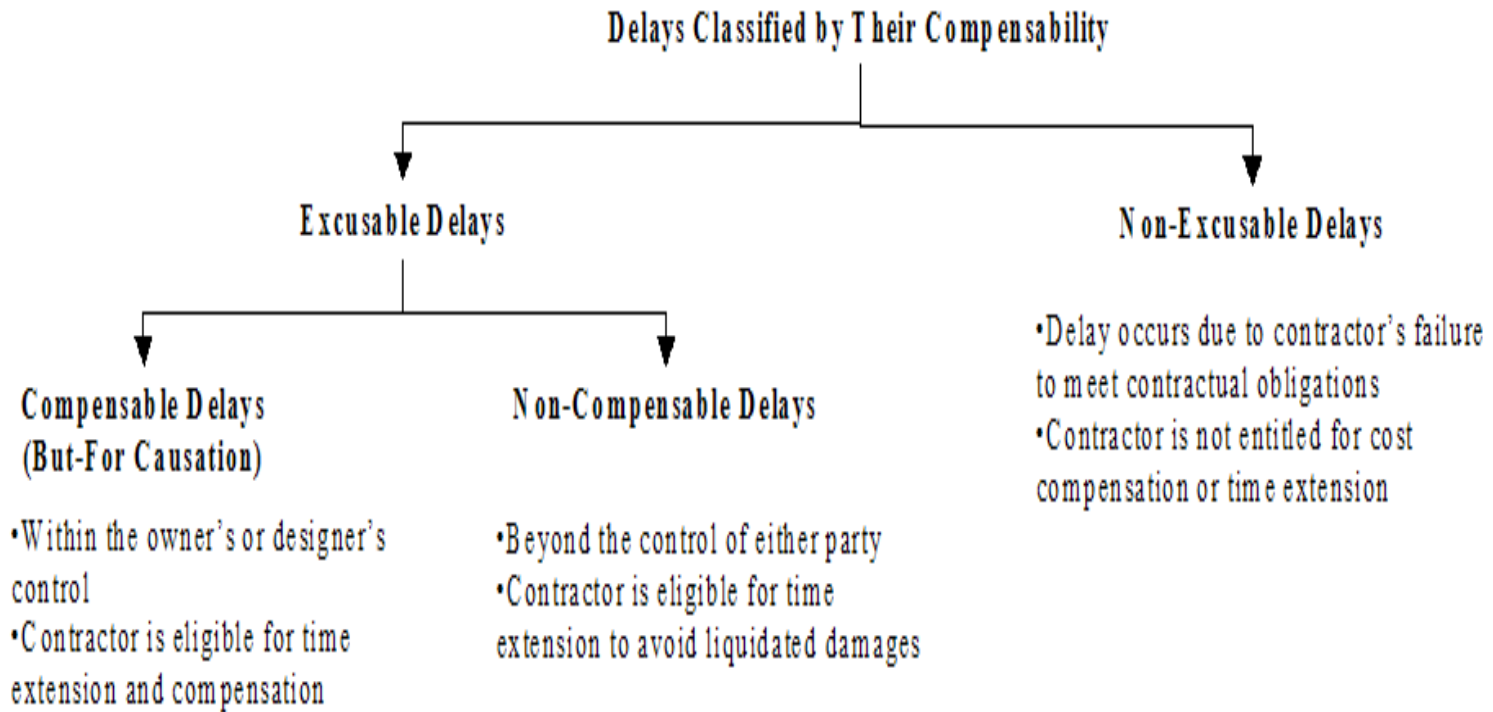 Delays Classified by Their Compensability
Excusable Delays
Non-Excusable Delays
•Delay occurs due to contractor’s failure
to meet contractual obligations
•Contractor is not entitled for cost
compensation or time extension
Compensable Delays
(But-For Causation)
•Within the owner’s or designer’s
control
•Contractor is eligible for time
extension and compensation
Non-Compensable Delays
•Beyond the control of either party
•Contractor is eligible for time
extension to avoid liquidated damages